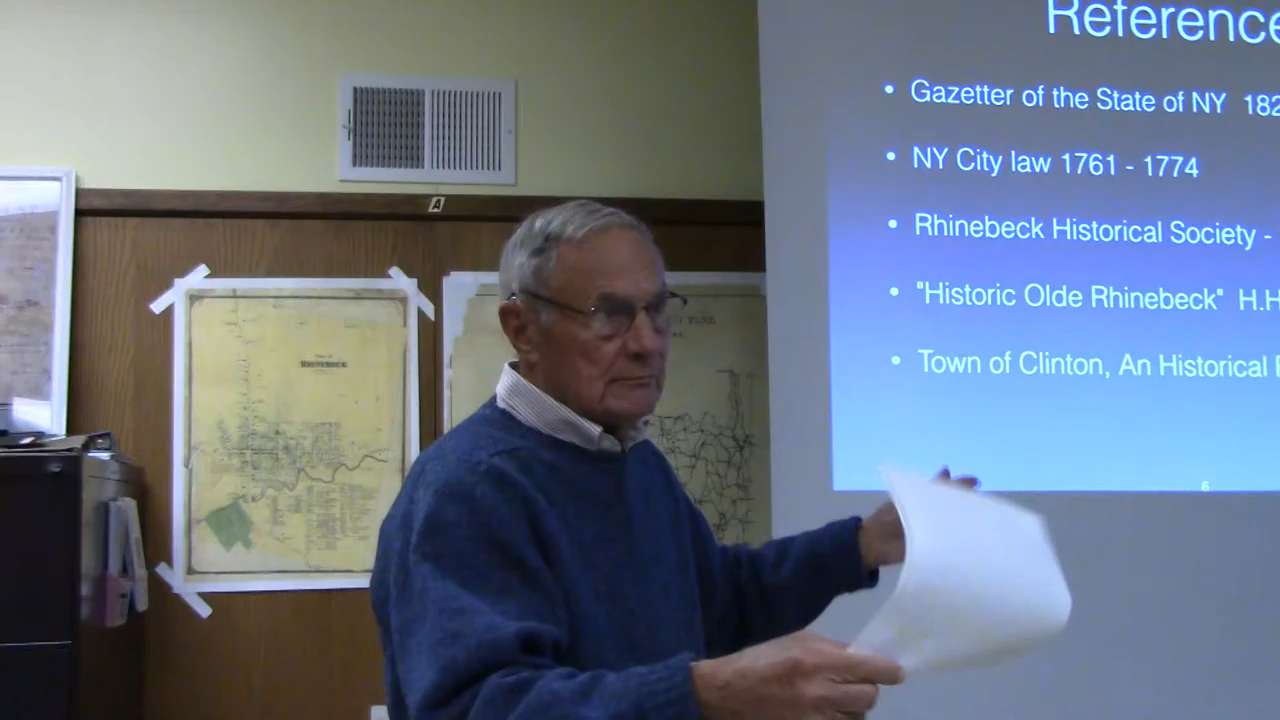 Reference
Gazetter of the State of NY 182
NY City law 1761 - 1774
Rhinebeck Historical Society -
"Historic Olde Rhinebeck" H.H
Town of Clinton, An Historical
6
A
RHINEBECK